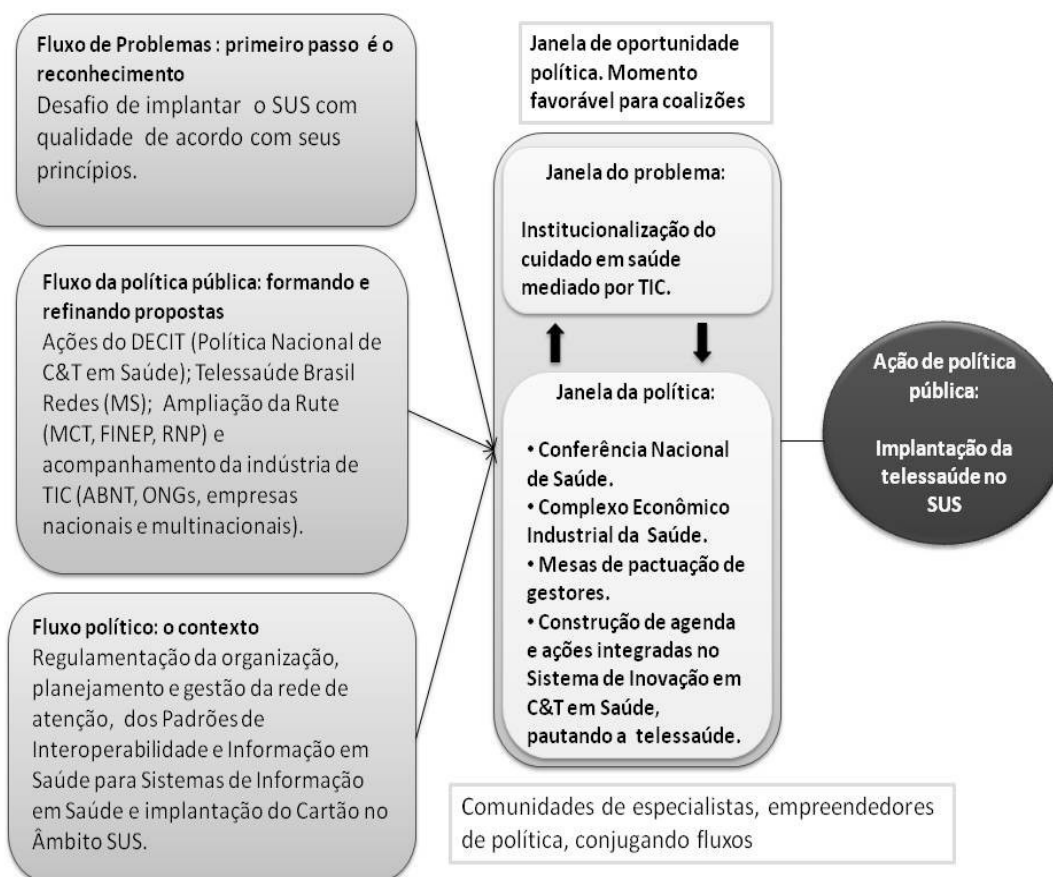 Fluxo de Problemas : primeiro passo é o
reconhecimento
Desafio de implantar o SUS com
qualidade de acordo com seus
princípios.
Fluxo da política pública: formando e
refinando propostas
Ações do DECIT (Política Nacional de
C&T em Saúde); Telessaúde Brasil
Redes (MS); Ampliação da Rute
(MCT, FINEP, RNP) e
acompanhamento da indústria de
TIC (ABNT, ONGs, empresas
nacionais e multinacionais).
Fluxo político: o contexto
Regulamentação da organização,
planejamento e gestão da rede de
atenção, dos Padrões de
Interoperabilidade e Informação em
Saúde para Sistemas de Informação
em Saúde e implantação do Cartão no
Âmbito SUS.
Janela de oportunidade
política. Momento
favorável para coalizões
Janela do problema:
Institucionalização do
cuidado em saúde
mediado por TIC.
Janela da política:
• Conferência Nacional
de Saúde.
• Complexo Econômico
Industrial da Saúde.
• Mesas de pactuação de
gestores.
• Construção de agenda
e ações integradas no
Sistema de Inovação em
C&T em Saúde,
pautando a telessaúde.
Comunidades de especialistas, empreendedores
de política, conjugando fluxos
Ação de política
pública:
Implantação da
telessaúde no
SUS